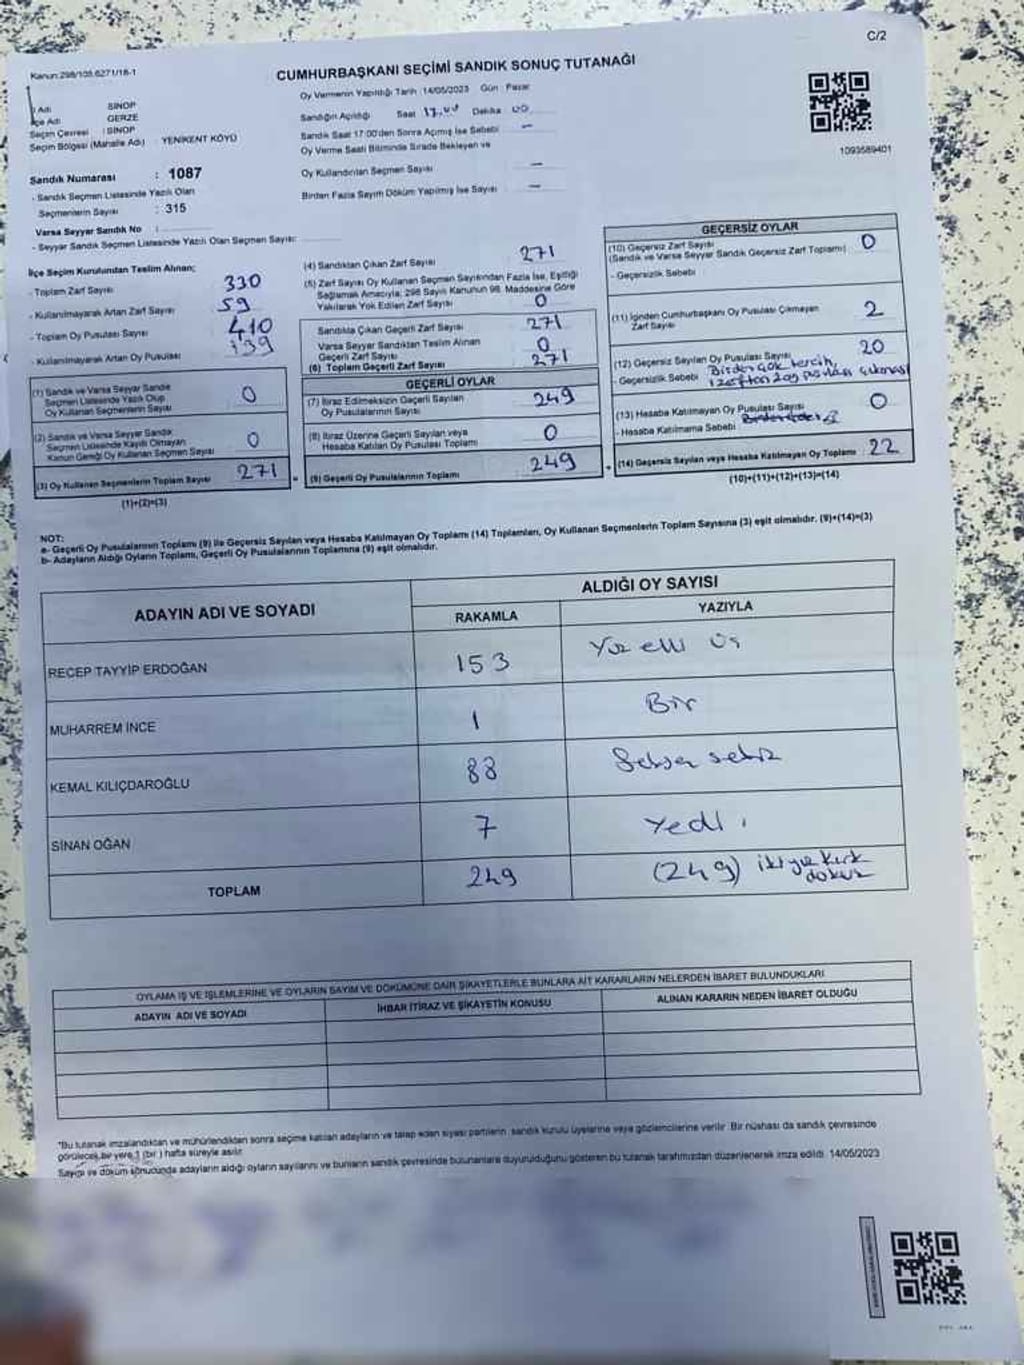 C/2
Kanun:298/105.6271/18-1
CUMHURBAŞKANI SEÇİMİ SANDIK SONUÇ TUTANAĞI
İl Adı SİNOP
İlçe Adı GERZE
Seçim Çevresi : SİNOP
Seçim Bölgesi (Mahalle Adı) : YENİKENT KÖYÜ
Sandık Numarası : 1087
- Sandık Seçmen Listesinde Yazılı Olan
Seçmenlerin Sayısı : 315
Varsa Seyyar Sandık No :
- Seyyar Sandık Seçmen Listesinde Yazılı Olan Seçmen Sayısı:
Oy Vermenin Yapıldığı Tarih :14/05/2023 Gün : Pazar
Sandığın Açıldığı Saat 17.00 Dakika 00
Sandık Saat 17:00'den Sonra Açmış İse Sebebi —
Oy Verme Saati Bitiminde Sırada Bekleyen ve
Oy Kullandırılan Seçmen Sayısı —
Birden Fazla Sayım Döküm Yapılmış İse Sayısı —
1093589401
İlçe Seçim Kurulundan Teslim Alınan;
- Toplam Zarf Sayısı 330
- Kullanılmayarak Artan Zarf Sayısı 59
- Toplam Oy Pusulası Sayısı 410
- Kullanılmayarak Artan Oy Pusulası 139
(1) Sandık ve Varsa Seyyar Sandık
Seçmen Listesinde Yazılı Olup
Oy Kullanan Seçmenlerin Sayısı 0
(2) Sandık ve Varsa Seyyar Sandık
Seçmen Listesinde Kayıtlı Olmayan
Kanun Gereği Oy Kullanan Seçmen Sayısı 0
(3) Oy Kullanan Seçmenlerin Toplam Sayısı 271
(1)+(2)=(3)
(4) Sandıktan Çıkan Zarf Sayısı 271
(5) Zarf Sayısı Oy Kullanan Seçmen Sayısından Fazla İse, Eşitliği
Sağlamak Amacıyla; 298 Sayılı Kanunun 98. Maddesine Göre
Yakılarak Yok Edilen Zarf Sayısı 0
Sandıkta Çıkan Geçerli Zarf Sayısı 271
Varsa Seyyar Sandıktan Teslim Alınan
Geçerli Zarf Sayısı 0
(6) Toplam Geçerli Zarf Sayısı 271
GEÇERLİ OYLAR
(7) İtiraz Edilmeksizin Geçerli Sayılan
Oy Pusulalarının Sayısı 249
(8) İtiraz Üzerine Geçerli Sayılan veya
Hesaba Katılan Oy Pusulası Toplamı 0
= (9) Geçerli Oy Pusulalarının Toplamı 249
GEÇERSİZ OYLAR
(10) Geçersiz Zarf Sayısı
(Sandık ve Varsa Seyyar Sandık Geçersiz Zarf Toplamı) 0
- Geçersizlik Sebebi
(11) İçinden Cumhurbaşkanı Oy Pusulası Çıkmayan
Zarf Sayısı 2
(12) Geçersiz Sayılan Oy Pusulası Sayısı 20
- Geçersizlik Sebebi Birden çok tercih,
1 zarftan 2 oy pusulası çıkması
(13) Hesaba Katılmayan Oy Pusulası Sayısı 0
- Hesaba Katılmama Sebebi
+ (14) Geçersiz Sayılan veya Hesaba Katılmayan Oy Toplamı 22
(10)+(11)+(12)+(13)=(14)
NOT:
a- Geçerli Oy Pusulalarının Toplamı (9) ile Geçersiz Sayılan veya Hesaba Katılmayan Oy Toplamı (14) Toplamları, Oy Kullanan Seçmenlerin Toplam Sayısına (3) eşit olmalıdır. (9)+(14)=(3)
b- Adayların Aldığı Oyların Toplamı, Geçerli Oy Pusulalarının Toplamına (9) eşit olmalıdır.
ADAYIN ADI VE SOYADI
ALDIĞI OY SAYISI
RAKAMLA YAZIYLA
RECEP TAYYİP ERDOĞAN 153 Yüz elli üç
MUHARREM İNCE 1 Bir
KEMAL KILIÇDAROĞLU 88 Seksen sekiz
SİNAN OĞAN 7 Yedi
TOPLAM 249 (249) iki yüz kırk
dokuz
OYLAMA İŞ VE İŞLEMLERİNE VE OYLARIN SAYIM VE DÖKÜMÜNE DAİR ŞİKAYETLERLE BUNLARA AİT KARARLARIN NELERDEN İBARET BULUNDUKLARI
ADAYIN ADI VE SOYADI İHBAR İTİRAZ VE ŞİKAYETİN KONUSU ALINAN KARARIN NEDEN İBARET OLDUĞU
*Bu tutanak imzalandıktan ve mühürlendikten sonra seçime katılan adayların ve talep eden siyasi partilerin, sandık kurulu üyelerine veya gözlemcilerine verilir. Bir nüshası da sandık çevresinde
görülecek bir yere 1 (bir ) hafta süreyle asılır.
Sayım ve döküm sonucunda adayların aldığı oyların sayılarını ve bunların sandık çevresinde bulunanlara duyurulduğunu gösteren bu tutanak tarafımızdan düzenlenerek imza edildi. 14/05/2023